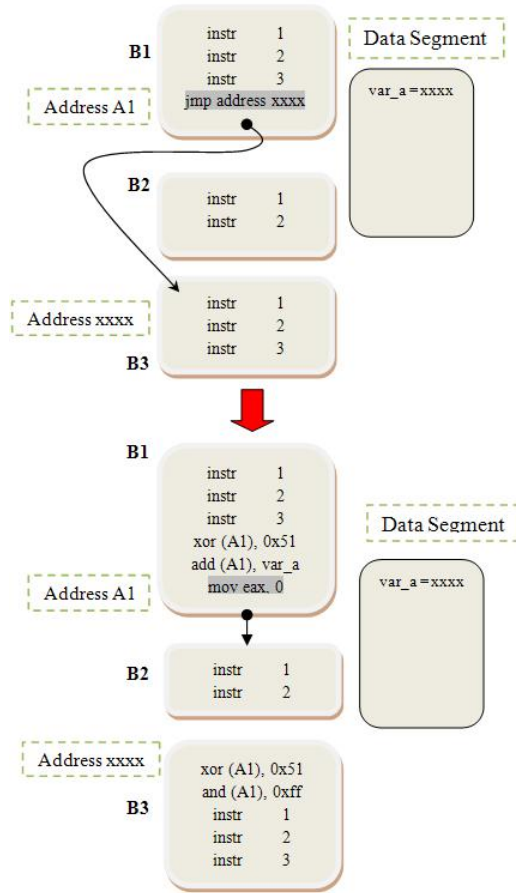 B1
instr 1
instr 2
instr 3
jmp address xxxx
Address A1
Data Segment
var_a = xxxx
B2
instr 1
instr 2
Address xxxx
instr 1
instr 2
instr 3
B3
B1
instr 1
instr 2
instr 3
xor (A1), 0x51
add (A1), var_a
mov eax, 0
Address A1
Data Segment
var_a = xxxx
B2
instr 1
instr 2
Address xxxx
B3
xor (A1), 0x51
and (A1), 0xff
instr 1
instr 2
instr 3